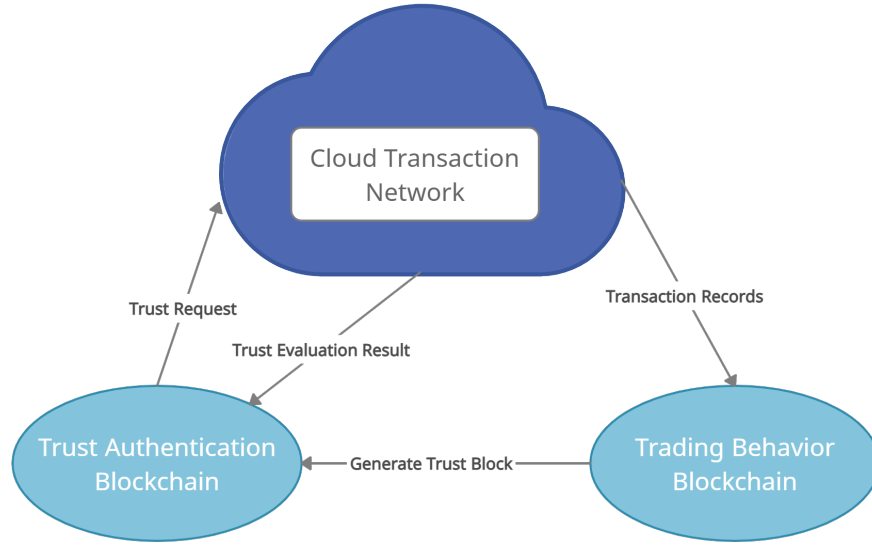 Cloud Transaction
Network
Trust Request
Transaction Records
Trust Evaluation Result
Trust Authentication
Blockchain
Generate Trust Block
Trading Behavior
Blockchain